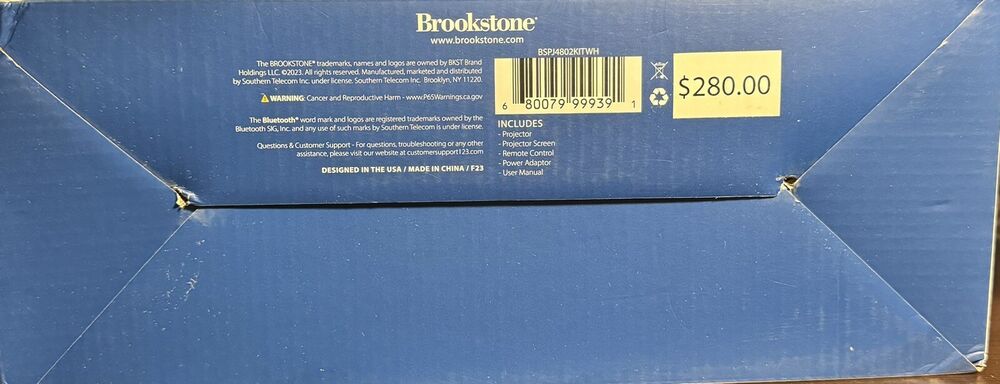 Brookstone®
www.brookstone.com
The BROOKSTONE® trademarks, names and logos are owned by BKST Brand
Holdings LLC. ©2023. All rights reserved. Manufactured, marketed and distributed
by Southern Telecom Inc. under license. Southern Telecom Inc. Brooklyn, NY 11220.
WARNING: Cancer and Reproductive Harm - www.P65Warnings.ca.gov
The Bluetooth® word mark and logos are registered trademarks owned by the
Bluetooth SIG, Inc. and any use of such marks by Southern Telecom is under license.
Questions & Customer Support - For questions, troubleshooting or any other
assistance, please visit our website at customersupport123.com
DESIGNED IN THE USA / MADE IN CHINA / F23
BSPJ4802KITWH
6 80079 99939 1
INCLUDES
- Projector
- Projector Screen
- Remote Control
- Power Adaptor
- User Manual
$280.00